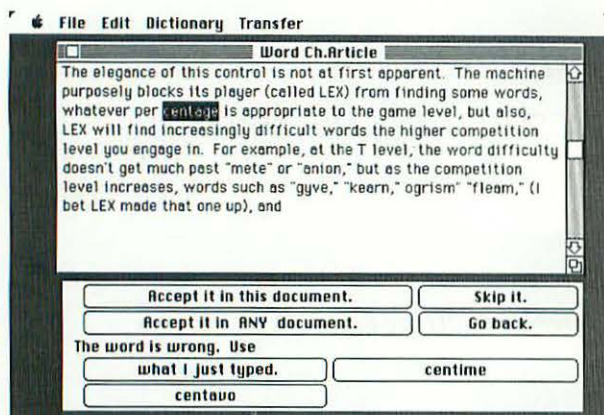 File Edit Dictionary Transfer
Word Ch.Article
The elegance of this control is not at first apparent. The machine
purposely blocks its player (called LEX) from finding some words,
whatever per centage is appropriate to the game level, but also,
LEX will find increasingly difficult words the higher competition
level you engage in. For example, at the T level, the word difficulty
doesn't get much past "mete" or "anion," but as the competition
level increases, words such as "gyve," "kearn," ogrism" "fleam," (I
bet LEX made that one up), and
Accept it in this document.
Skip it.
Accept it in ANY document.
Go back.
The word is wrong. Use
what I just typed.
centime
centavo